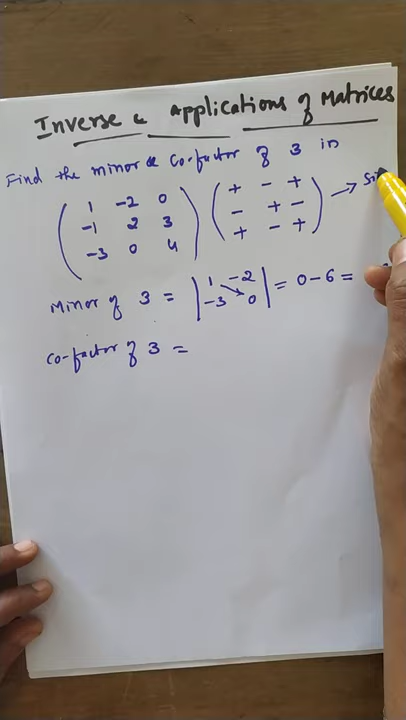 Inverse & Applications of Matrices
Find the minor & co-factor of 3 in
1 -2 0
-1 2 3
-3 0 4
+ - +
- + -
+ - +
→
Minor of 3 = | 1 -2 | = 0 - 6 =
| -3 0 |
co-factor of 3 =